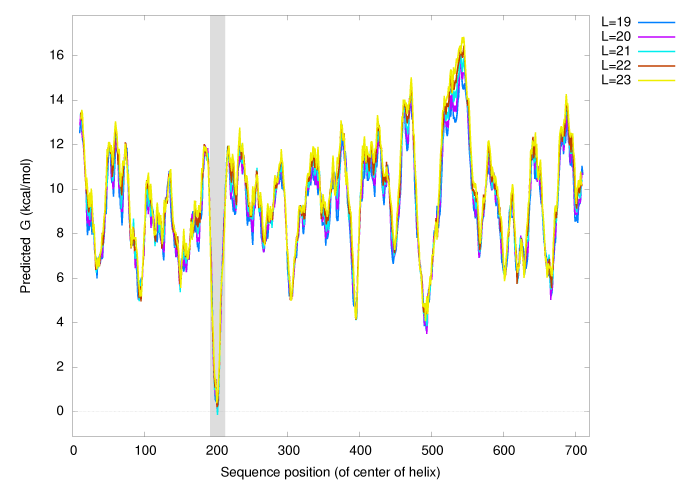 L=19
L=20
L=21
L=22
L=23
16
14
12
10
8
6
4
2
0
Predicted G (kcal/mol)
0 100 200 300 400 500 600 700
Sequence position (of center of helix)